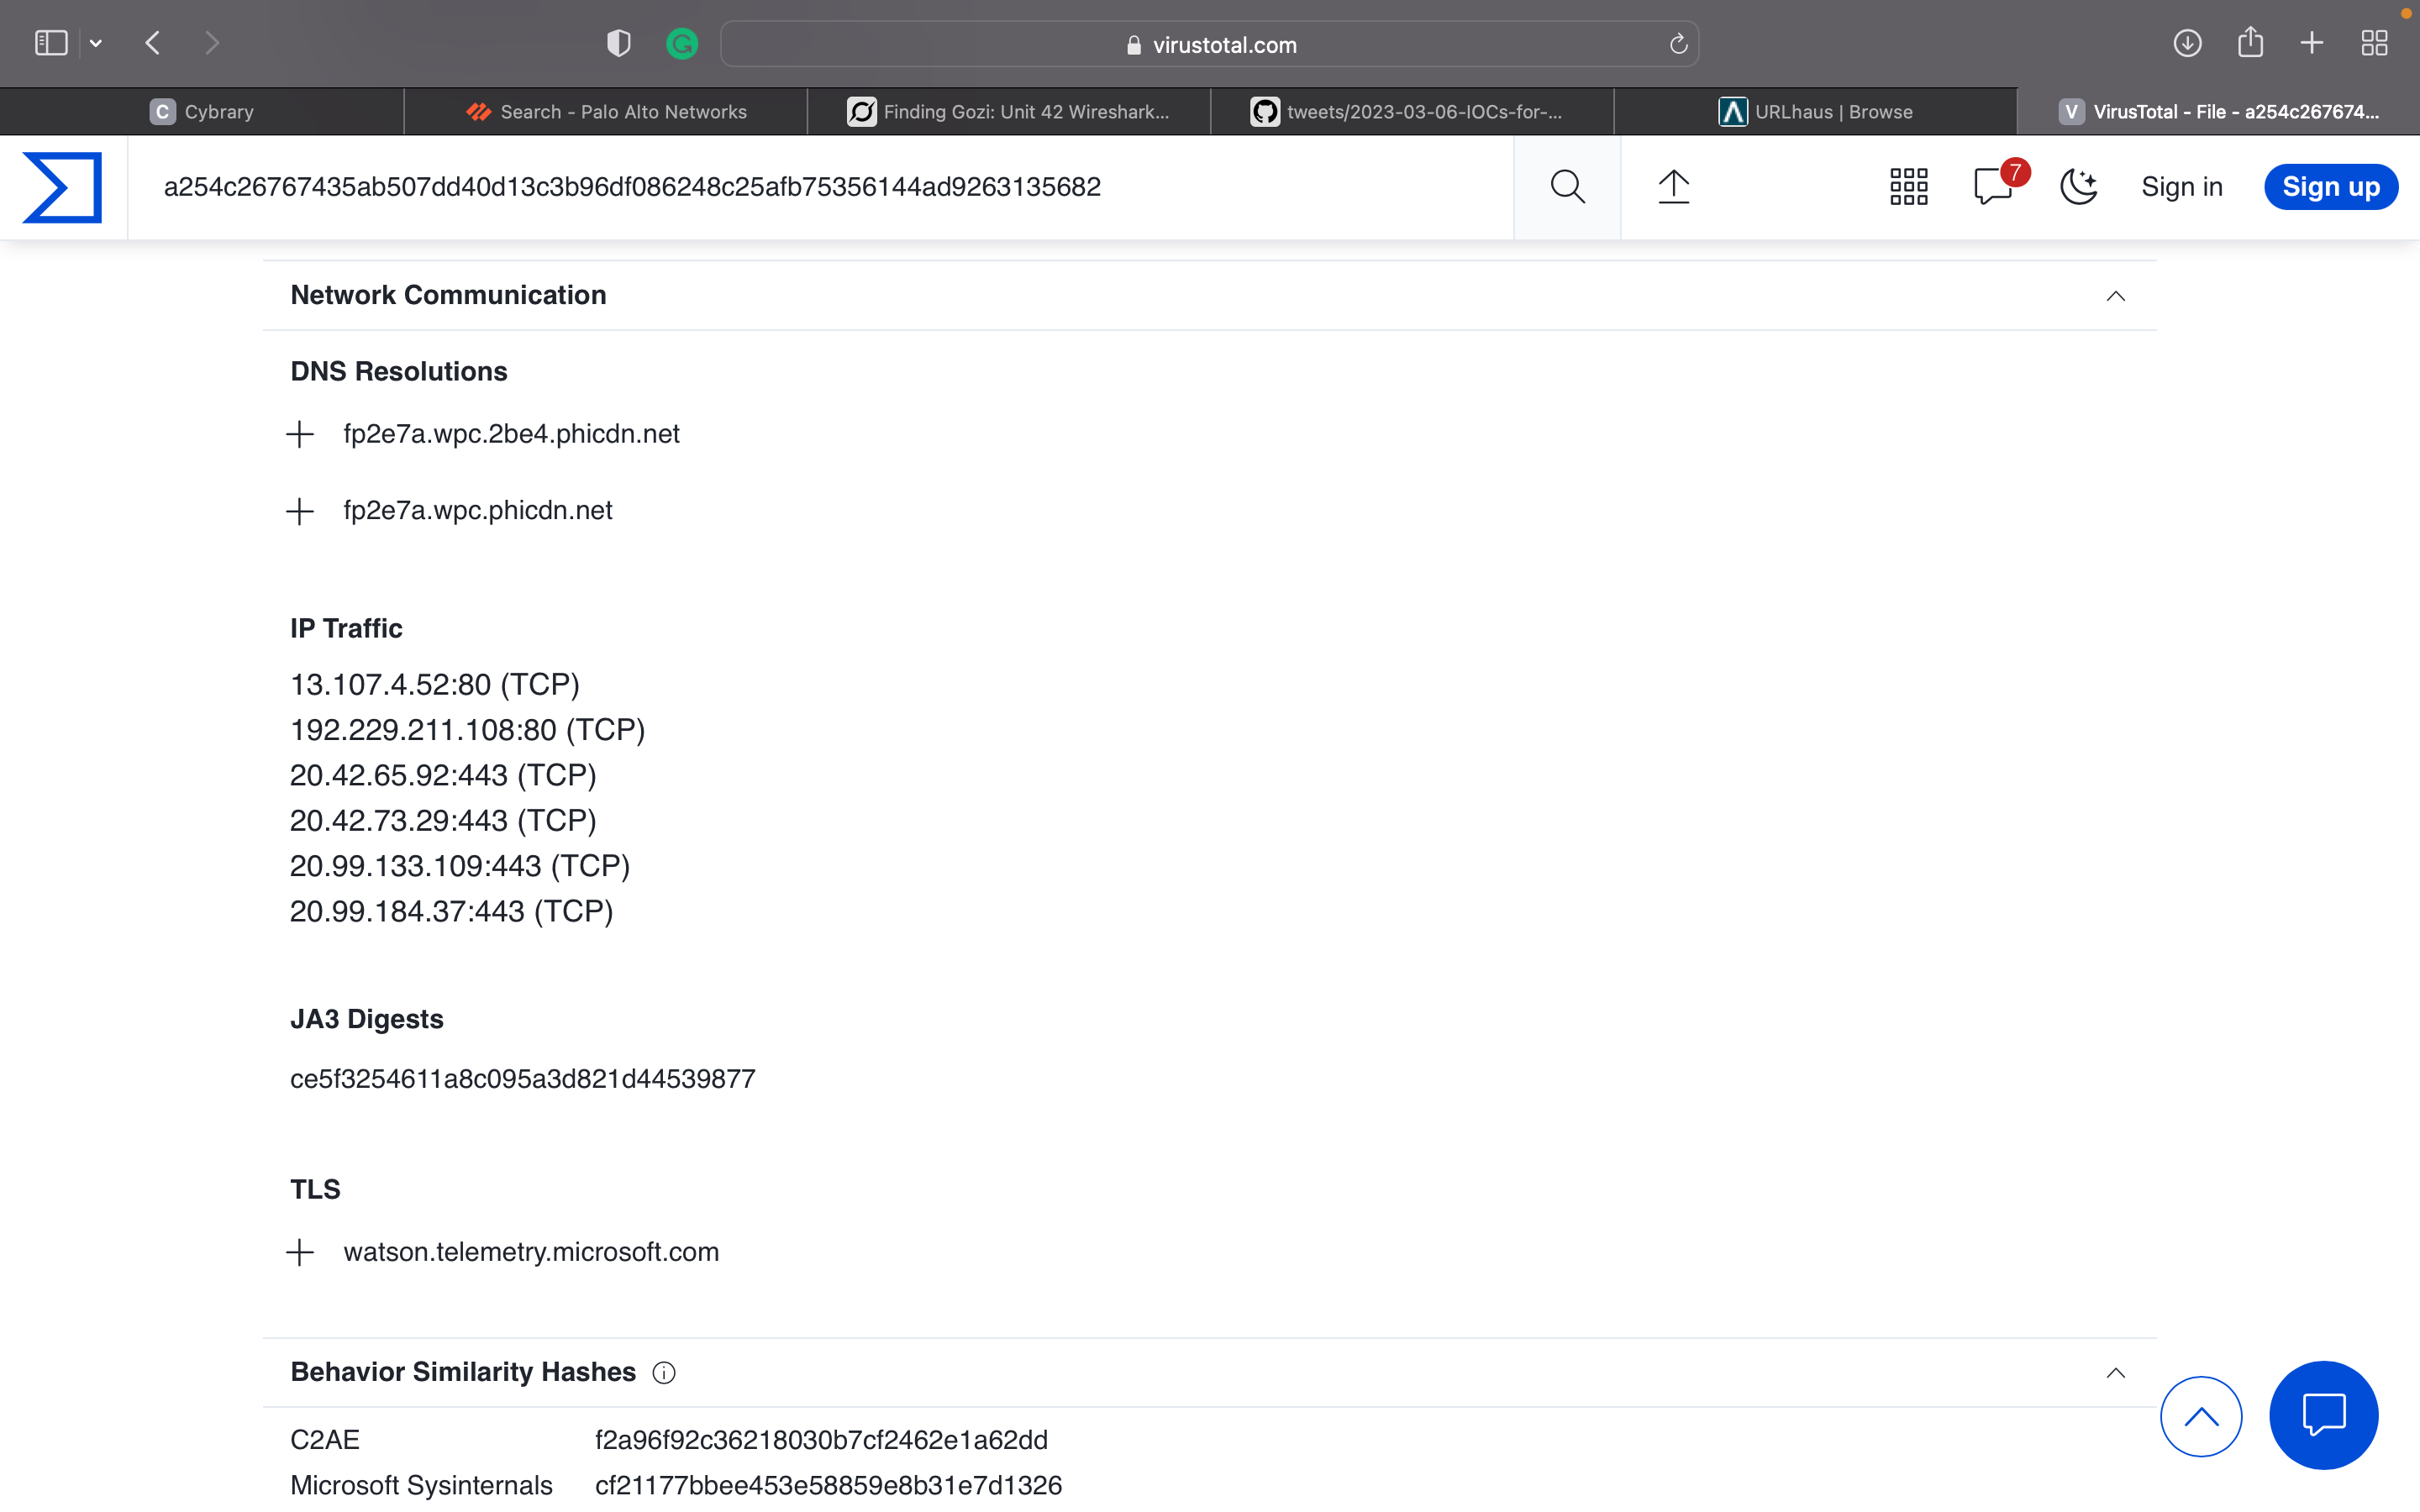 virustotal.com
C Cybrary
Search - Palo Alto Networks
Finding Gozi: Unit 42 Wireshark...
tweets/2023-03-06-IOCs-for-...
URLhaus | Browse
V VirusTotal - File - a254c267674...
a254c26767435ab507dd40d13c3b96df086248c25afb75356144ad9263135682
7
Sign in
Sign up
Network Communication
DNS Resolutions
fp2e7a.wpc.2be4.phicdn.net
fp2e7a.wpc.phicdn.net
IP Traffic
13.107.4.52:80 (TCP)
192.229.211.108:80 (TCP)
20.42.65.92:443 (TCP)
20.42.73.29:443 (TCP)
20.99.133.109:443 (TCP)
20.99.184.37:443 (TCP)
JA3 Digests
ce5f3254611a8c095a3d821d44539877
TLS
watson.telemetry.microsoft.com
Behavior Similarity Hashes
C2AE f2a96f92c36218030b7cf2462e1a62dd
Microsoft Sysinternals cf21177bbee453e58859e8b31e7d1326